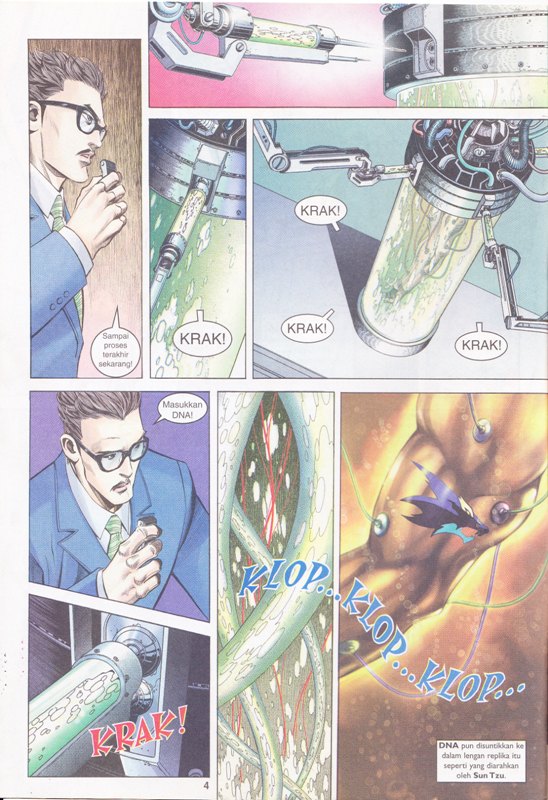 Sampai
proses
terakhir
sekarang!
KRAK!
KRAK!
KRAK!
KRAK!
Masukkan
DNA!
KRAK!
KLOP...KLOP
...KLOP...
DNA pun disuntikkan ke
dalam lengan replika itu
seperti yang diarahkan
oleh Sun Tzu.
4